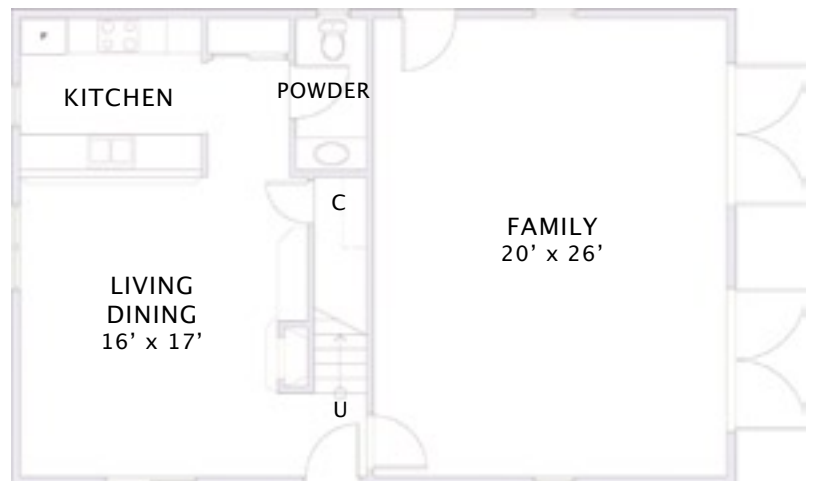 KITCHEN
POWDER
C
FAMILY
20’ x 26’
LIVING
DINING
16’ x 17’
U